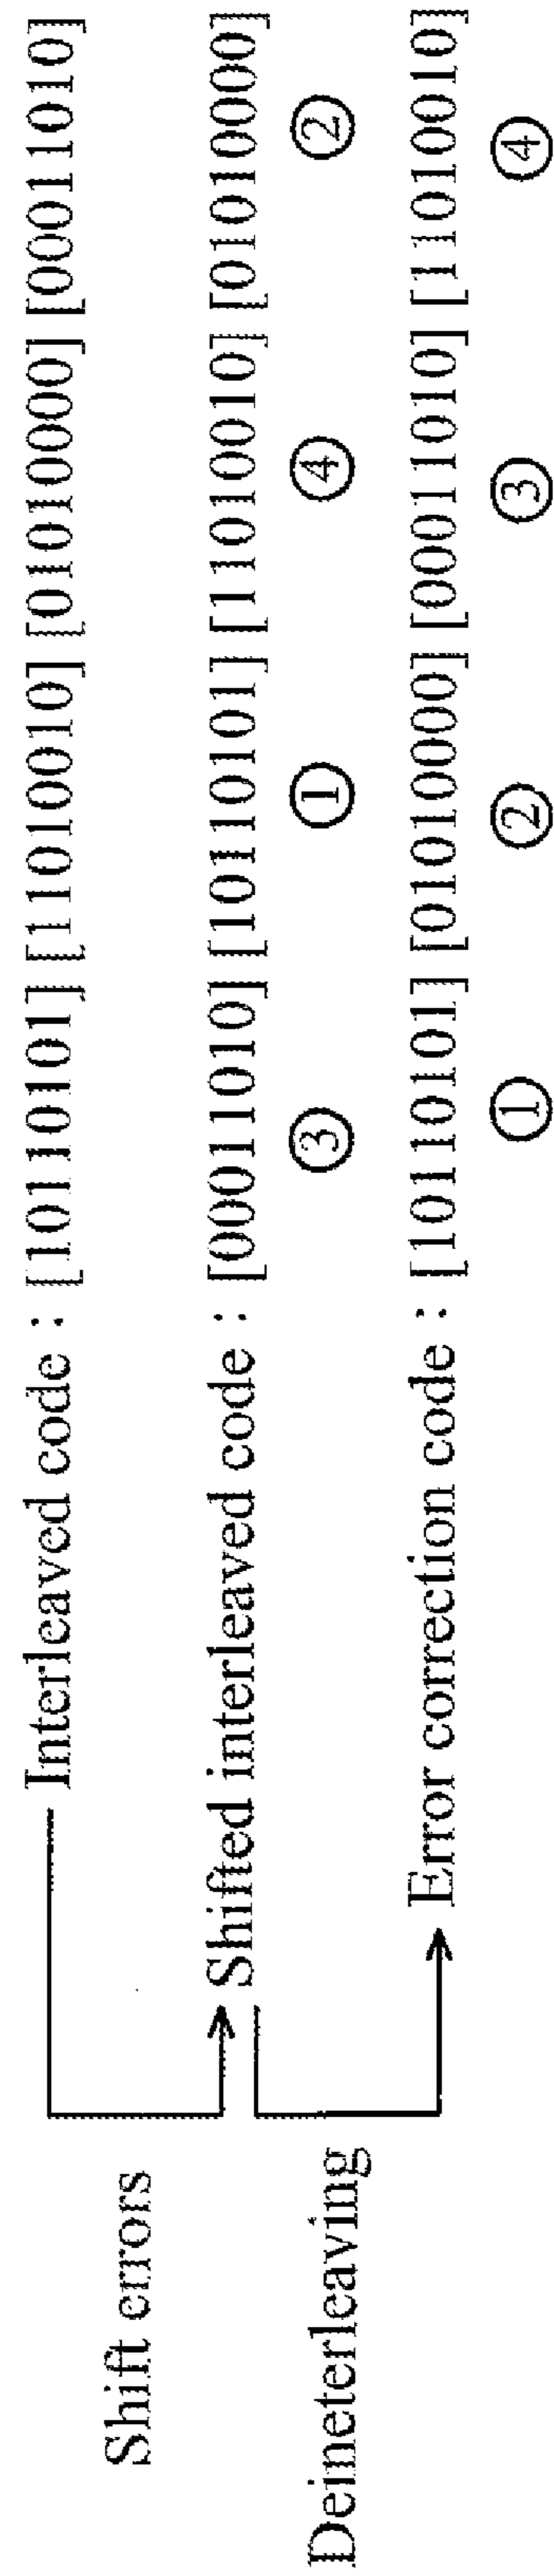 Interleaved code : [10110101] [11010010] [01010000] [00011010]
Shift errors
Shifted interleaved code : [00011010] [10110101] [11010010] [01010000]
③ ① ④ ②
Deineterleaving
Error correction code : [10110101] [01010000] [00011010] [11010010]
① ② ③ ④